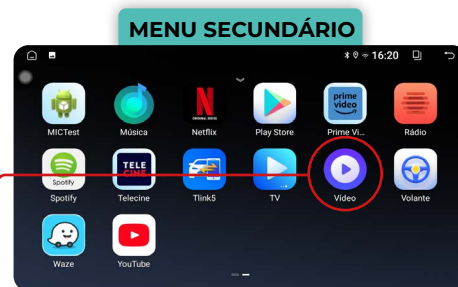 MENU SECUNDÁRIO
16:20
MICTest Música Netflix Play Store Prime Vi... Rádio
NETFLIX
prime video
Spotify
TELE
CINE
Spotify Telecine Tlink5 TV Vídeo Volante
Waze YouTube